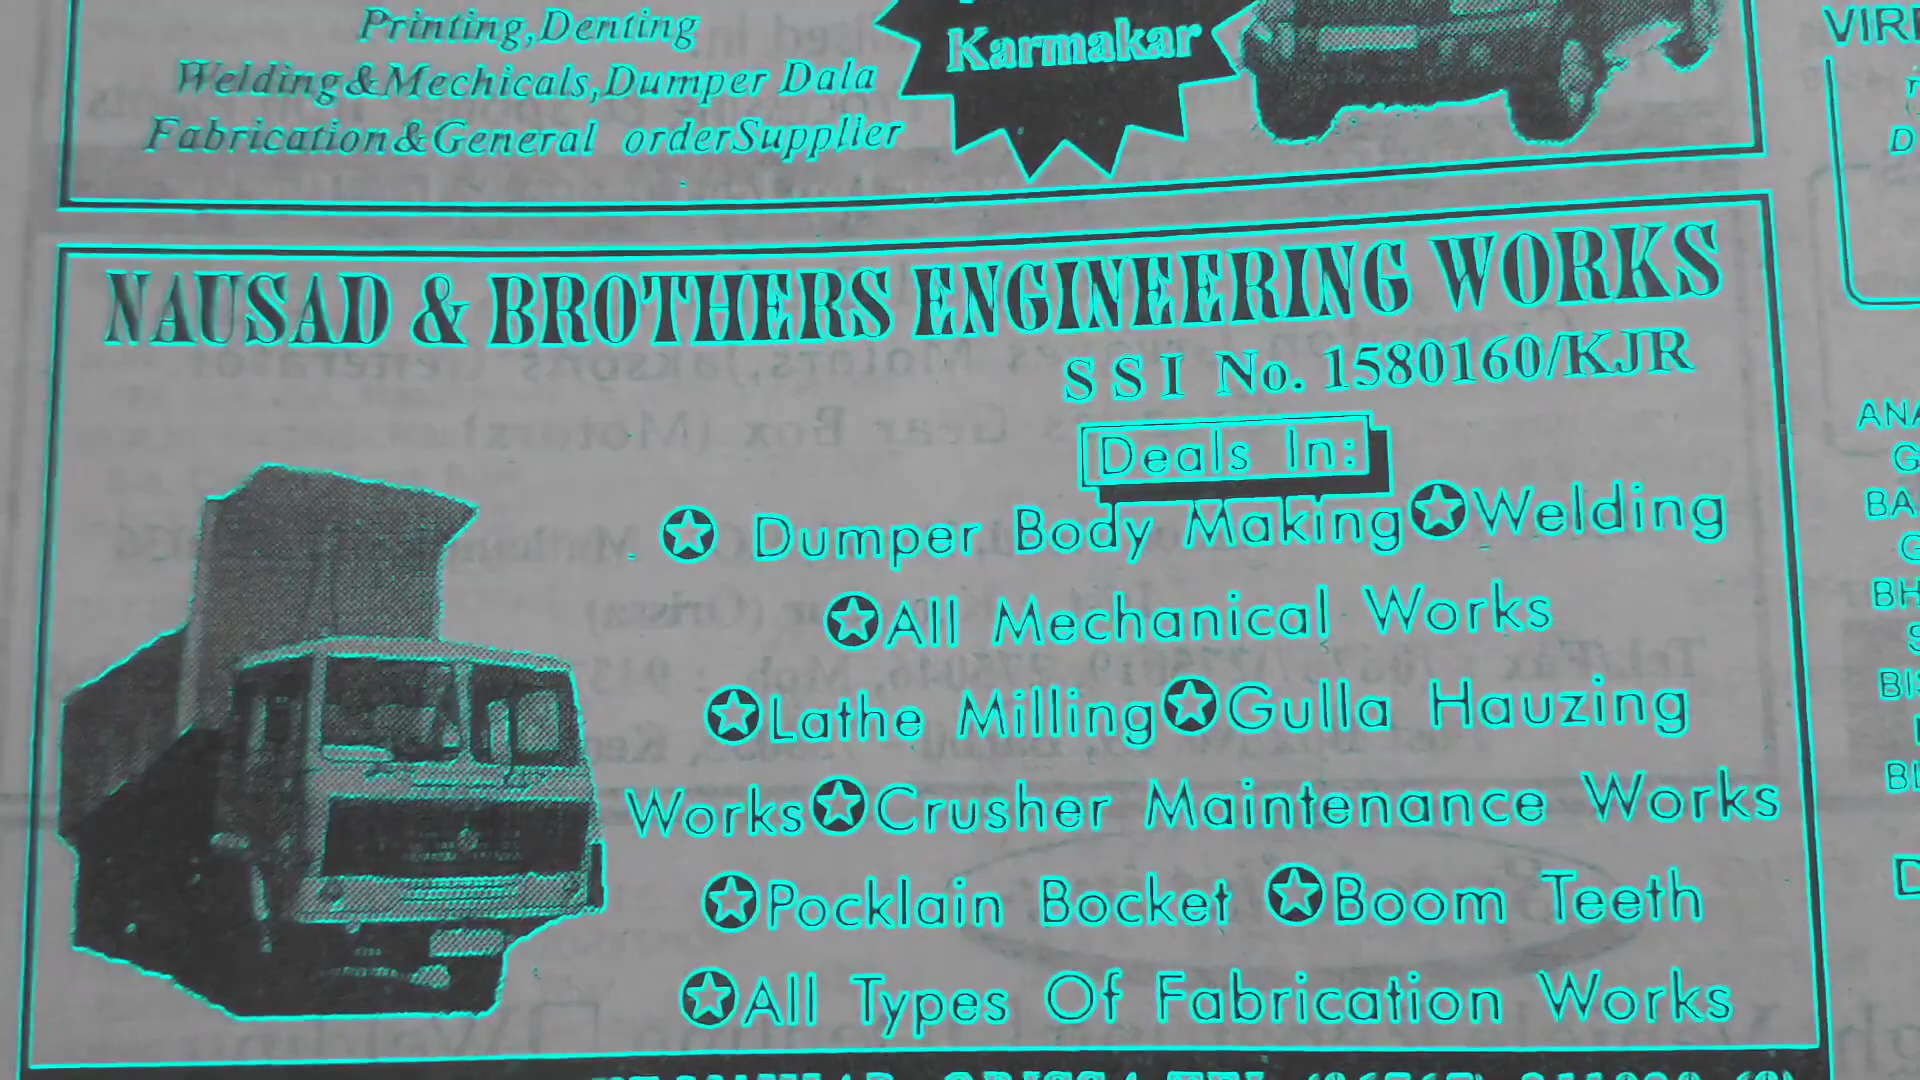 Printing,Denting
Welding&Mechicals,Dumper Dala
Fabrication&General orderSupplier
Karmakar
NAUSAD & BROTHERS ENGINEERING WORKS
S S I No. 1580160/KJR
Deals In:
✪ Dumper Body Making✪Welding
✪All Mechanical Works
✪Lathe Milling✪Gulla Hauzing
Works✪Crusher Maintenance Works
✪Pocklain Bocket ✪Boom Teeth
✪All Types Of Fabrication Works